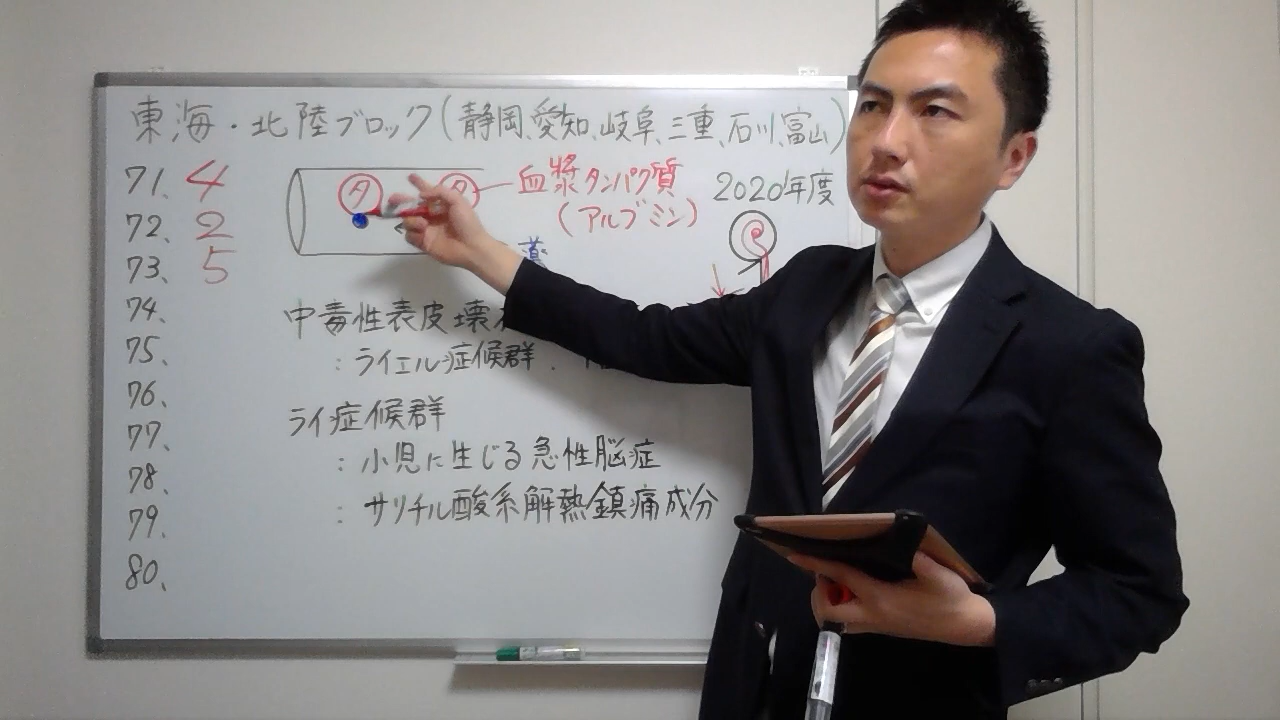 東海・北陸ブロック(静岡、愛知、岐阜、三重、石川、富山)
2020年度
71、4
72、2
73、5
74、
75、
76、
77、
78、
79、
80、
タ タ 血漿タンパク質
(アルブミン)
薬
中毒性表皮壊
:ライエル症候群
ライ症候群
:小児に生じる急性脳症
:サリチル酸系解熱鎮痛成分